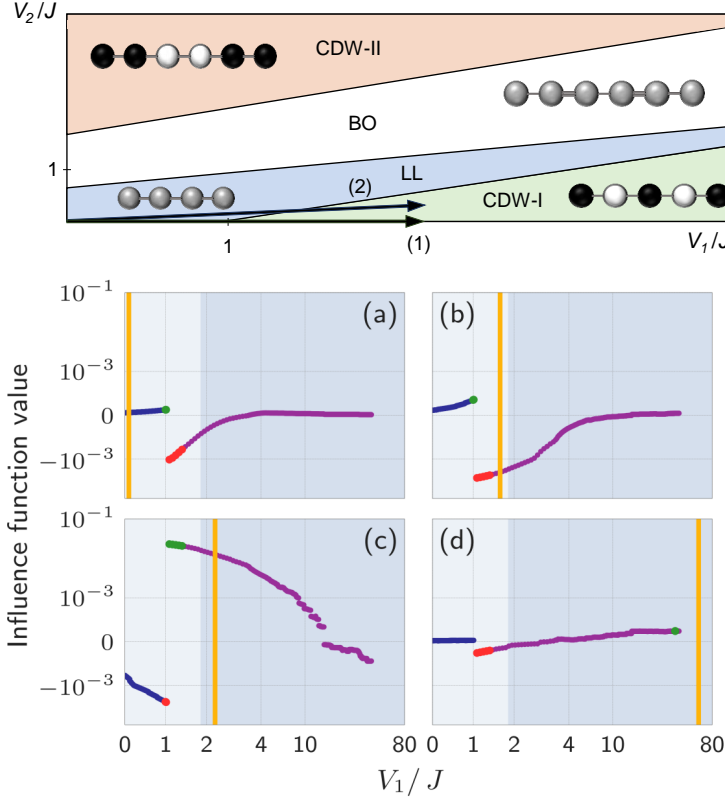 V₂/J
CDW-II
BO
1
LL
(2)
CDW-I
1
(1)
V₁/J
Influence function value
10⁻¹
10⁻³
0
−10⁻³
(a)
(b)
10⁻¹
10⁻³
0
−10⁻³
(c)
(d)
0 1 2 4 10 80
0 1 2 4 10 80
V₁/ J